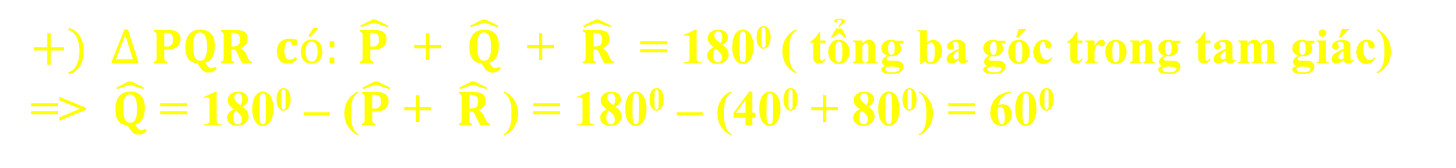 +) Δ PQR có: P̂ + Q̂ + R̂ = 180⁰ ( tổng ba góc trong tam giác)
=> Q̂ = 180⁰ – (P̂ + R̂ ) = 180⁰ – (40⁰ + 80⁰) = 60⁰